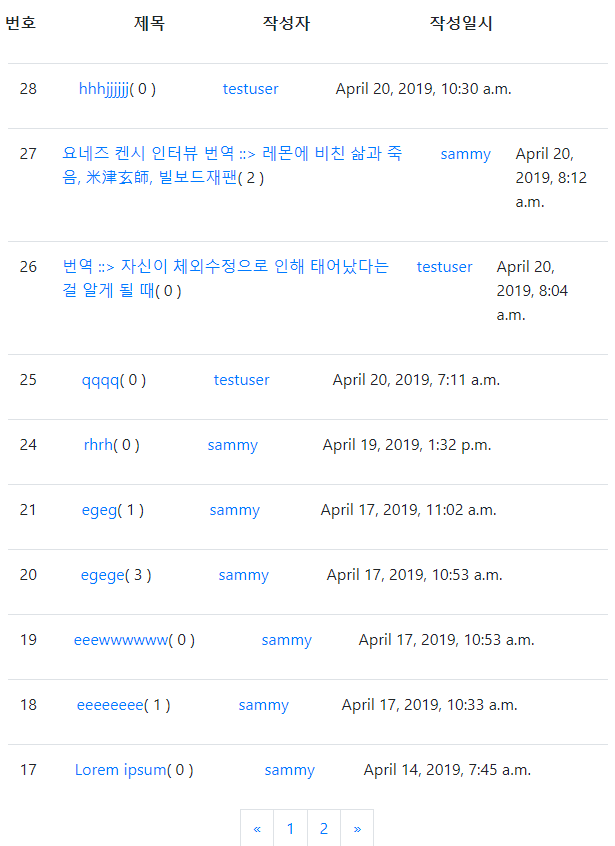 번호 제목 작성자 작성일시
28 hhhjjjjjj( 0 ) testuser April 20, 2019, 10:30 a.m.
27 요네즈 켄시 인터뷰 번역 ::> 레몬에 비친 삶과 죽 sammy April 20,
음, 米津玄師, 빌보드재팬( 2 ) 2019, 8:12
a.m.
26 번역 ::> 자신이 체외수정으로 인해 태어났다는 testuser April 20,
걸 알게 될 때( 0 ) 2019, 8:04
a.m.
25 qqqq( 0 ) testuser April 20, 2019, 7:11 a.m.
24 rhrh( 0 ) sammy April 19, 2019, 1:32 p.m.
21 egeg( 1 ) sammy April 17, 2019, 11:02 a.m.
20 egege( 3 ) sammy April 17, 2019, 10:53 a.m.
19 eeewwwwww( 0 ) sammy April 17, 2019, 10:53 a.m.
18 eeeeeeee( 1 ) sammy April 17, 2019, 10:33 a.m.
17 Lorem ipsum( 0 ) sammy April 14, 2019, 7:45 a.m.
« 1 2 »